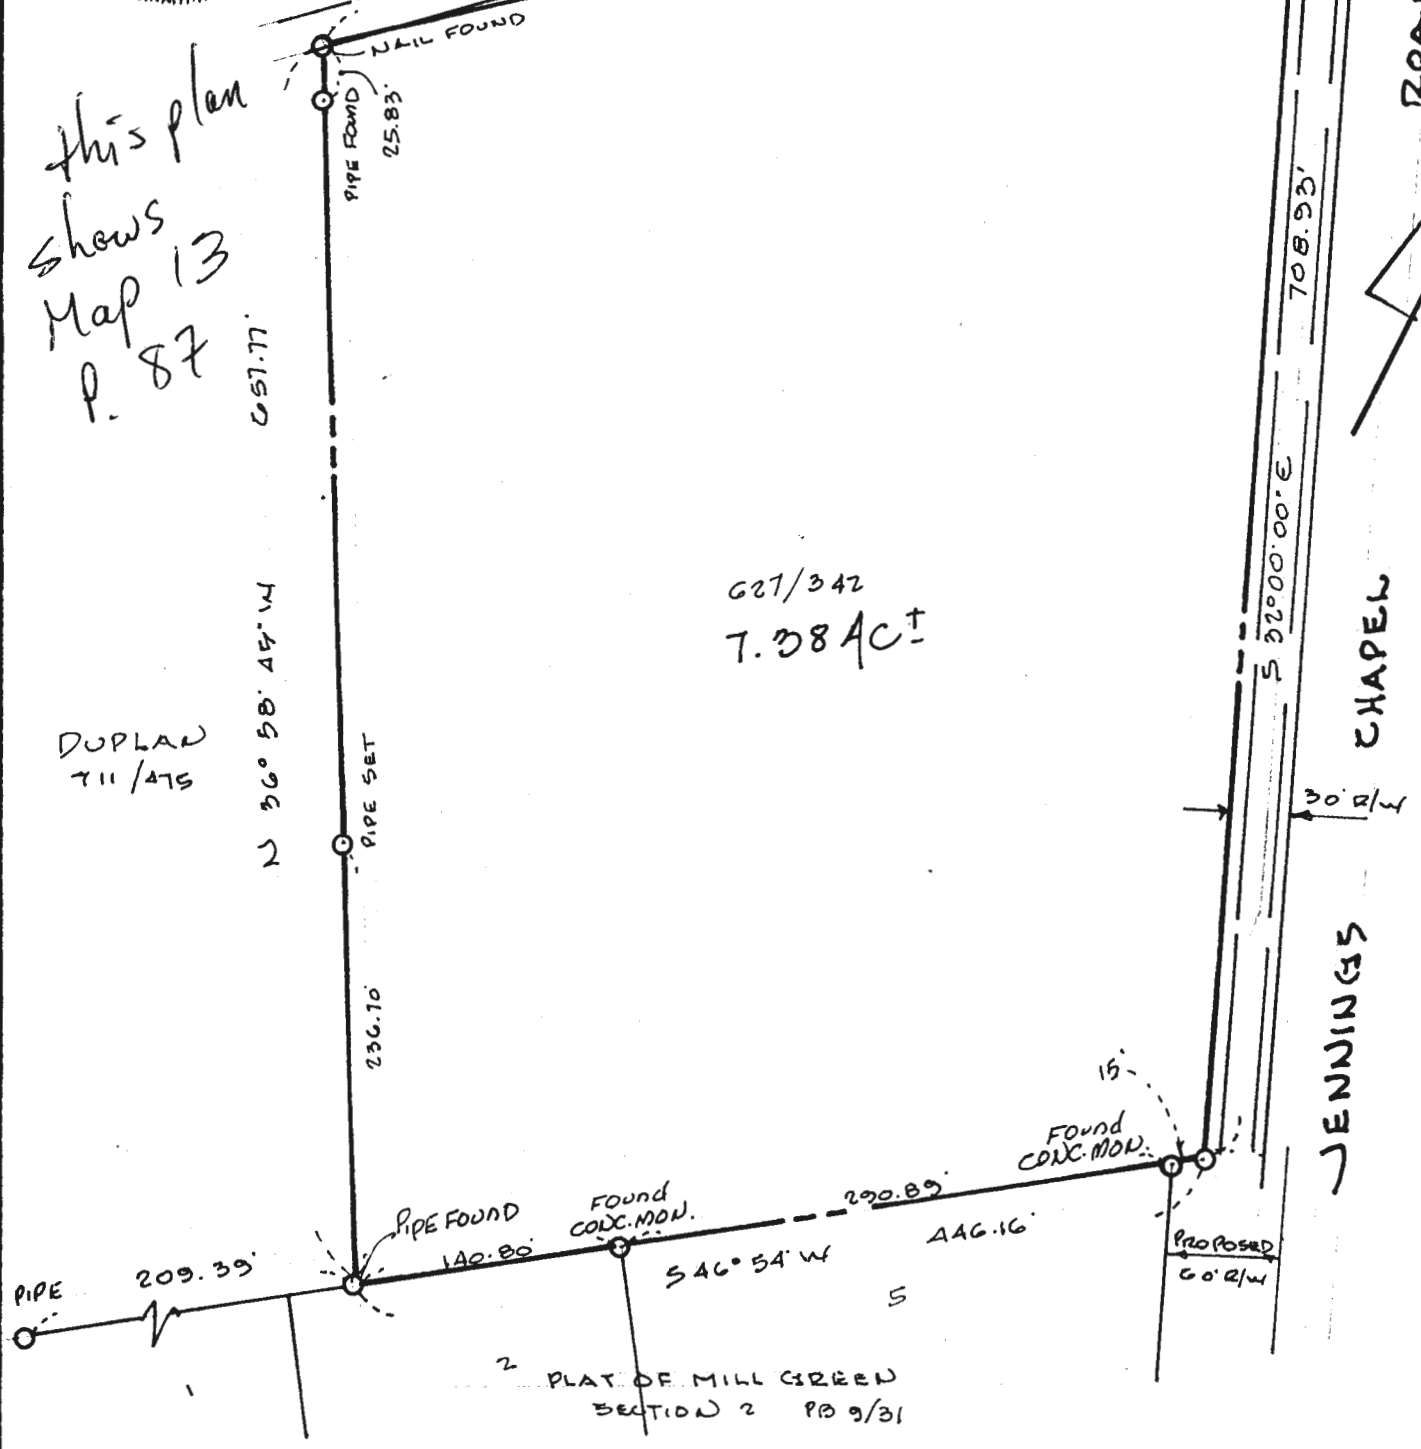 NAIL FOUND
this plan
shows
Map 13
P. 87
PIPE FOUND
25.83'
657.77'
N 36° 58' 45" W
DUPLAN
711/475
PIPE SET
236.70'
627/342
7.38 AC±
708.93'
S 32°00'00" E
JENNINGS CHAPEL ROAD
30' R/W
15'
FOUND
CONC. MON.
FOUND
CONC. MON.
PIPE FOUND
PIPE
209.39'
140.80'
290.89'
S 46° 54' W
446.16'
PROPOSED
60' R/W
1
2
5
PLAT OF MILL GREEN
SECTION 2 PB 9/31